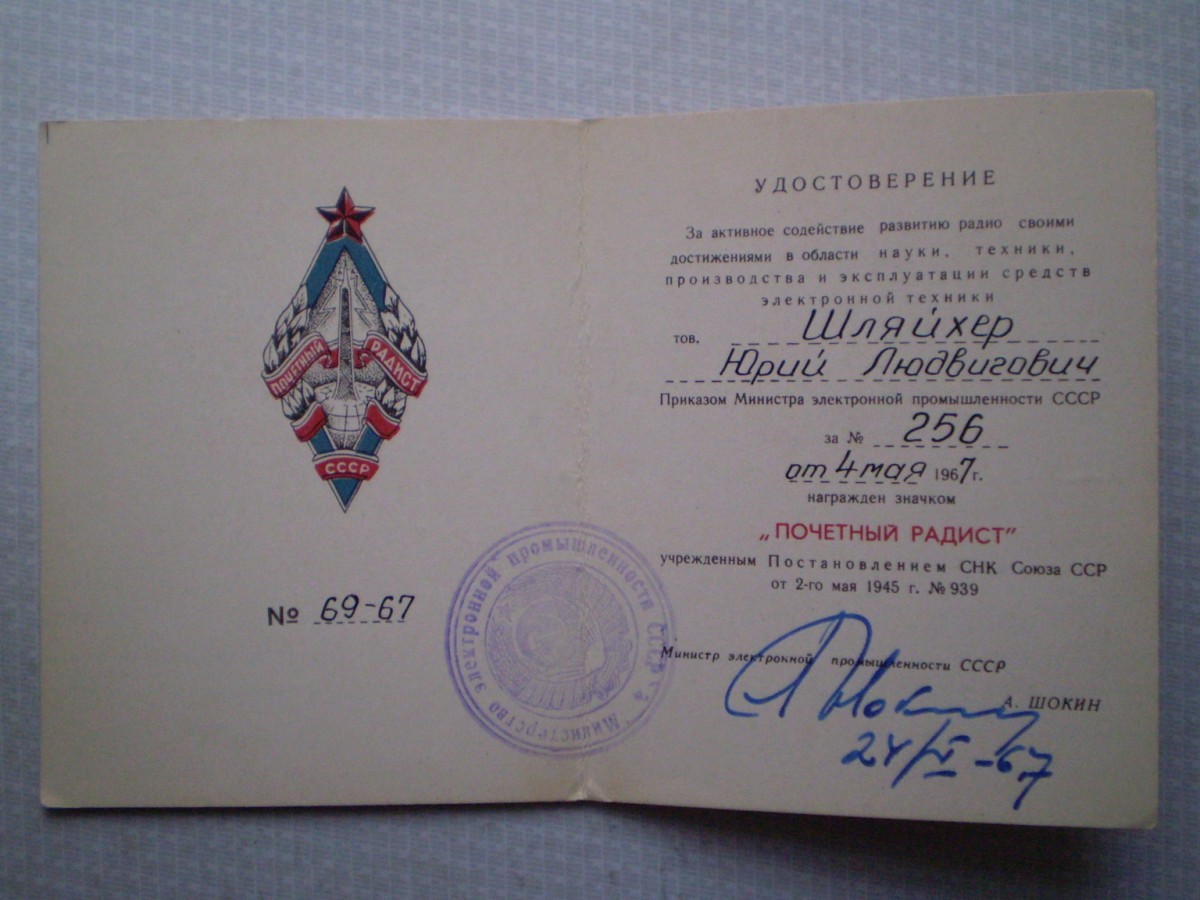 ПОЧЕТНЫЙ РАДИСТ
СССР
№ 69-67
Министерство электронной промышленности СССР
УДОСТОВЕРЕНИЕ
За активное содействие развитию радио своими
достижениями в области науки, техники,
производства и эксплуатации средств
электронной техники
тов. Шляйхер
Юрий Людвигович
Приказом Министра электронной промышленности СССР
за № 256
от 4 мая 1967 г.
награжден значком
„ПОЧЕТНЫЙ РАДИСТ"
учрежденным Постановлением СНК Союза ССР
от 2-го мая 1945 г. № 939
Министр электронной промышленности СССР
А. ШОКИН
24/V-67